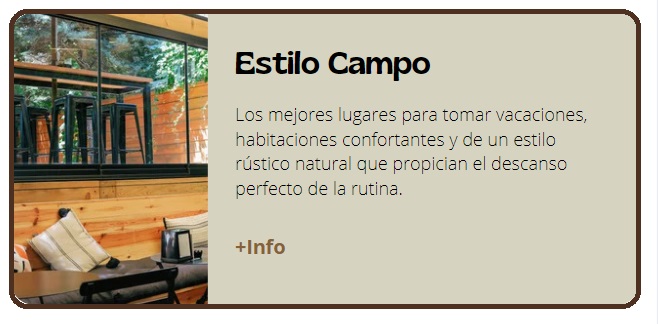 Estilo Campo
Los mejores lugares para tomar vacaciones,
habitaciones confortantes y de un estilo
rústico natural que propician el descanso
perfecto de la rutina.
+Info